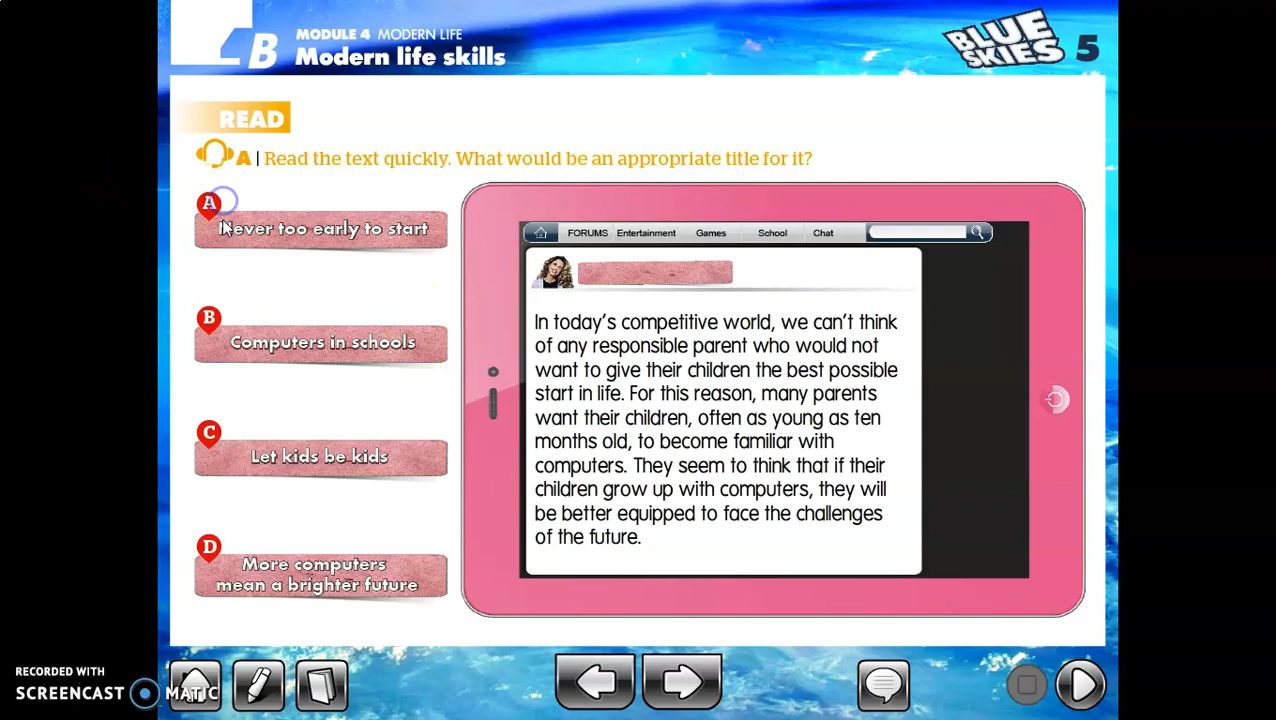 4B
MODULE 4 MODERN LIFE
Modern life skills
BLUE SKIES 5
READ
A | Read the text quickly. What would be an appropriate title for it?
A
Never too early to start
B
Computers in schools
C
Let kids be kids
D
More computers
mean a brighter future
FORUMS Entertainment Games School Chat
In today's competitive world, we can't think
of any responsible parent who would not
want to give their children the best possible
start in life. For this reason, many parents
want their children, often as young as ten
months old, to become familiar with
computers. They seem to think that if their
children grow up with computers, they will
be better equipped to face the challenges
of the future.
RECORDED WITH
SCREENCAST MATIC